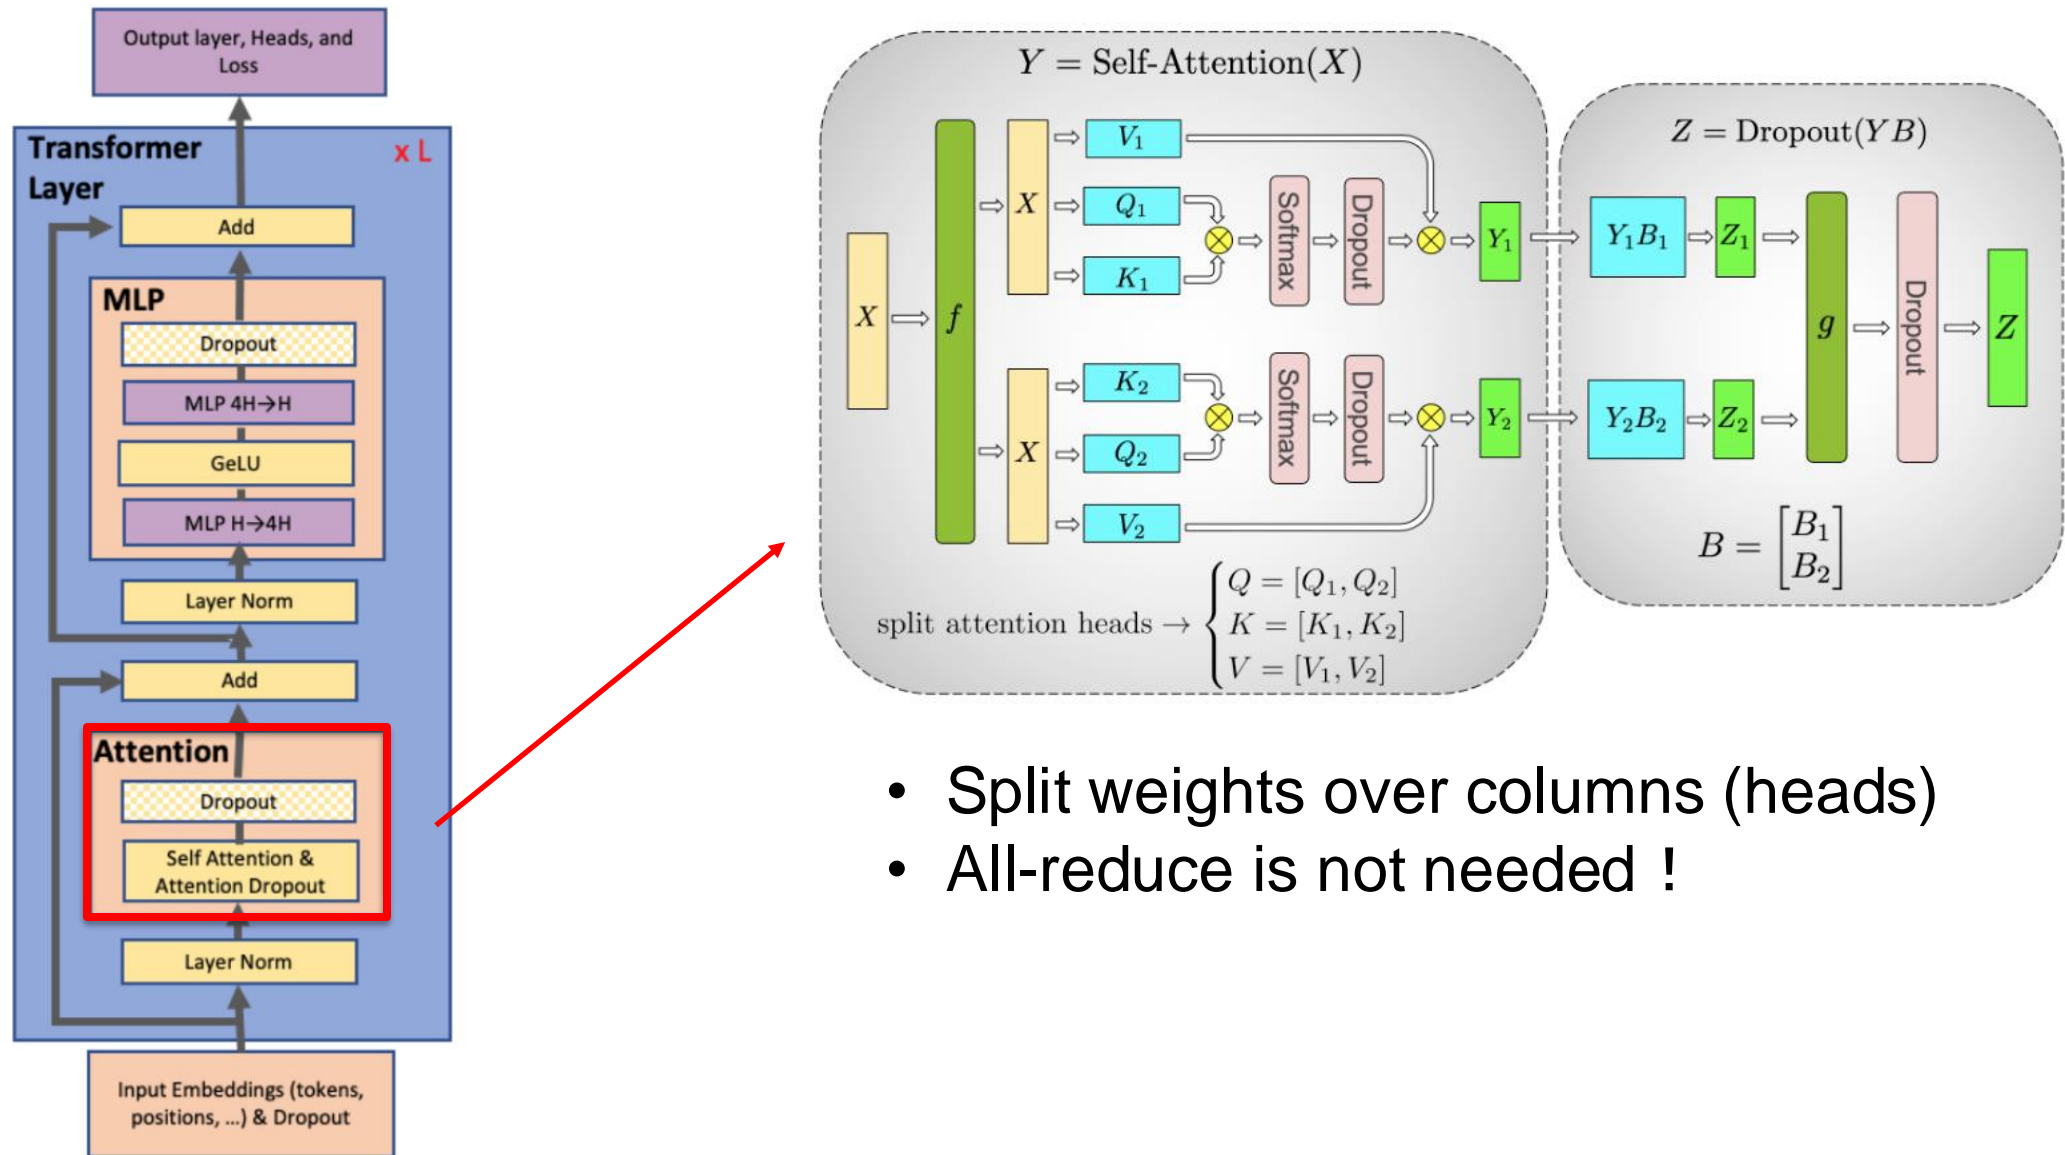 Output layer, Heads, and
Loss
Transformer
Layer
x L
Add
MLP
Dropout
MLP 4H→H
GeLU
MLP H→4H
Layer Norm
Add
Attention
Dropout
Self Attention &
Attention Dropout
Layer Norm
Input Embeddings (tokens,
positions, ...) & Dropout
Y = Self-Attention(X)
X
f
X
V₁
Q₁
K₁
Softmax
Dropout
Y₁
X
K₂
Q₂
V₂
Softmax
Dropout
Y₂
split attention heads → { Q = [Q₁, Q₂]
K = [K₁, K₂]
V = [V₁, V₂]
Z = Dropout(YB)
Y₁B₁
Z₁
Y₂B₂
Z₂
g
Dropout
Z
B = [B₁
B₂]
• Split weights over columns (heads)
• All-reduce is not needed！